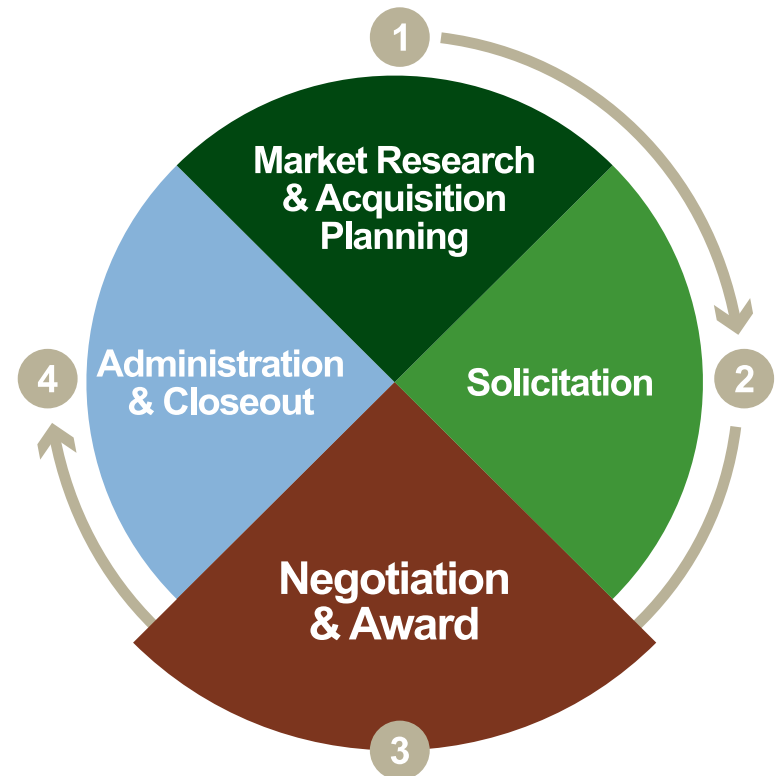 1
Market Research
& Acquisition
Planning
2
Solicitation
3
Negotiation
& Award
4
Administration
& Closeout